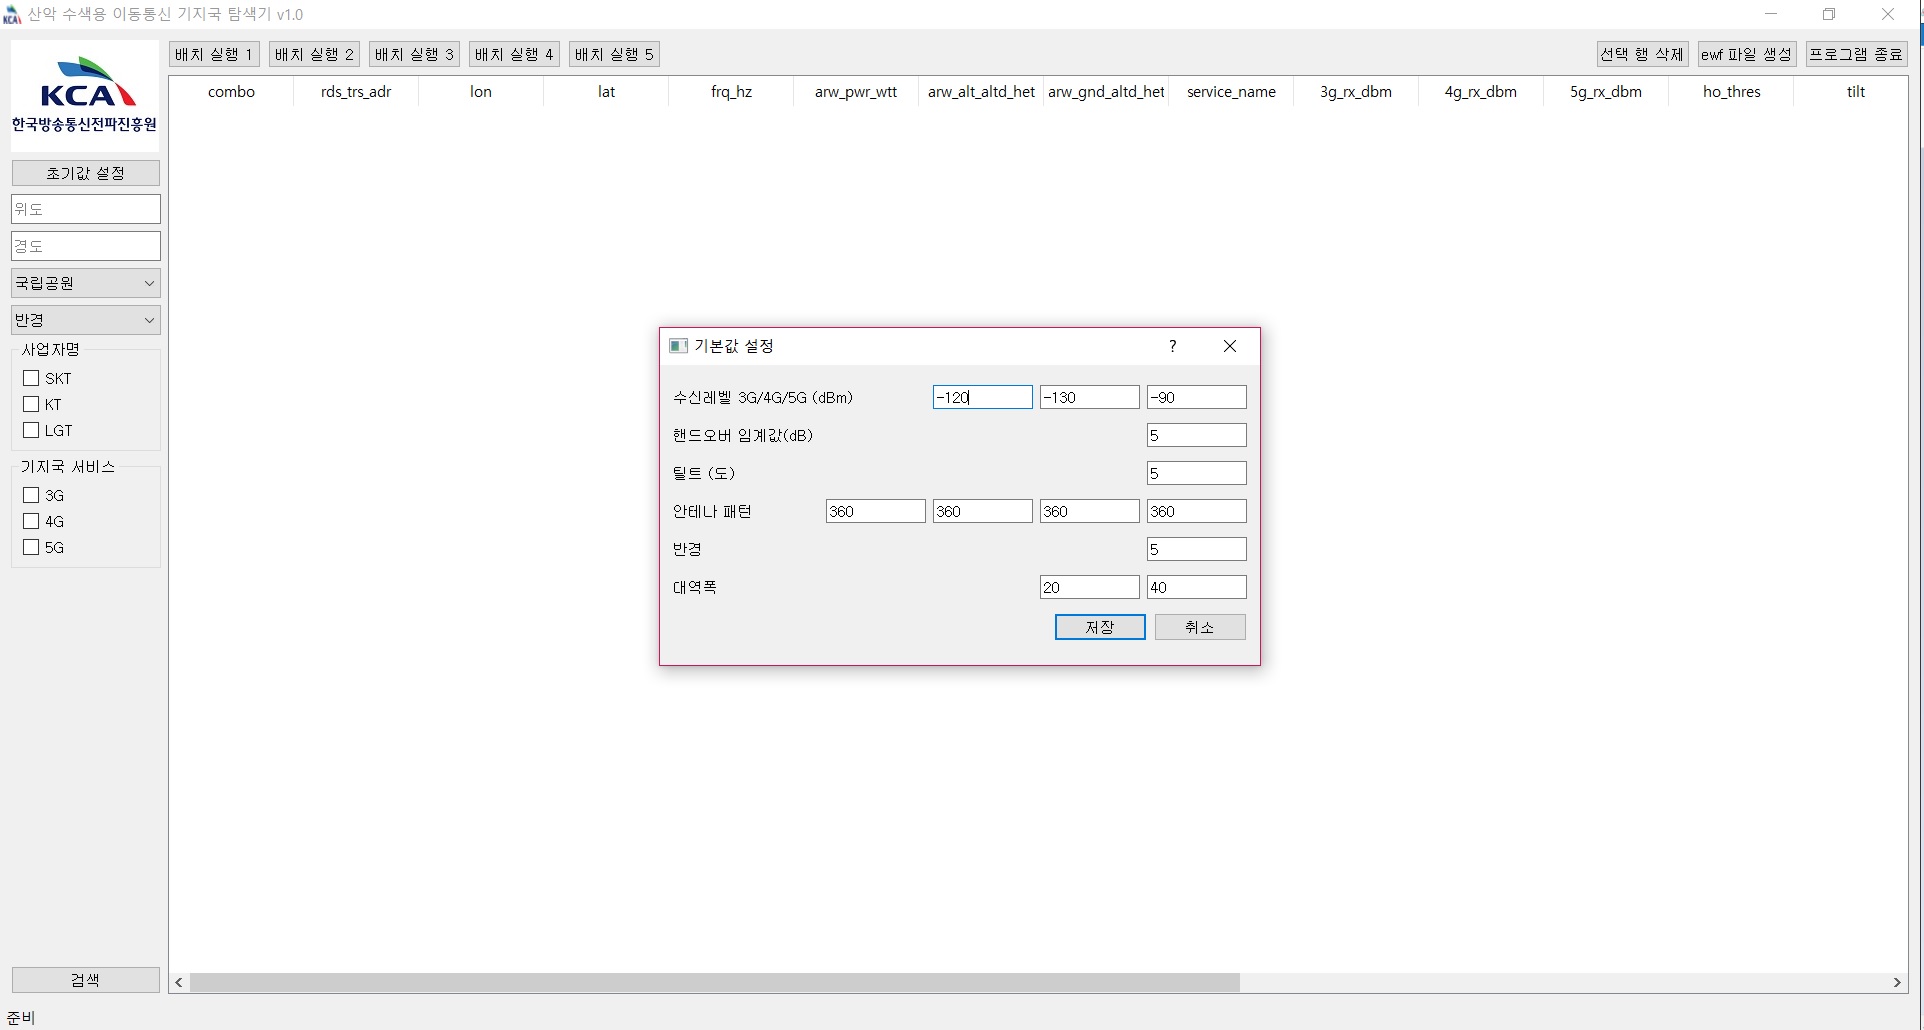 산악 수색용 이동통신 기지국 탐색기 v1.0
KCA
한국방송통신전파진흥원
배치 실행 1 배치 실행 2 배치 실행 3 배치 실행 4 배치 실행 5 선택 행 삭제 ewf 파일 생성 프로그램 종료
combo rds_trs_adr lon lat frq_hz arw_pwr_wtt arw_alt_altd_het arw_gnd_altd_het service_name 3g_rx_dbm 4g_rx_dbm 5g_rx_dbm ho_thres tilt
초기값 설정
위도
경도
국립공원
반경
사업자명
SKT
KT
LGT
기지국 서비스
3G
4G
5G
검색
준비
기본값 설정 ?
수신레벨 3G/4G/5G (dBm) -120 -130 -90
핸드오버 임계값(dB) 5
틸트 (도) 5
안테나 패턴 360 360 360 360
반경 5
대역폭 20 40
저장 취소